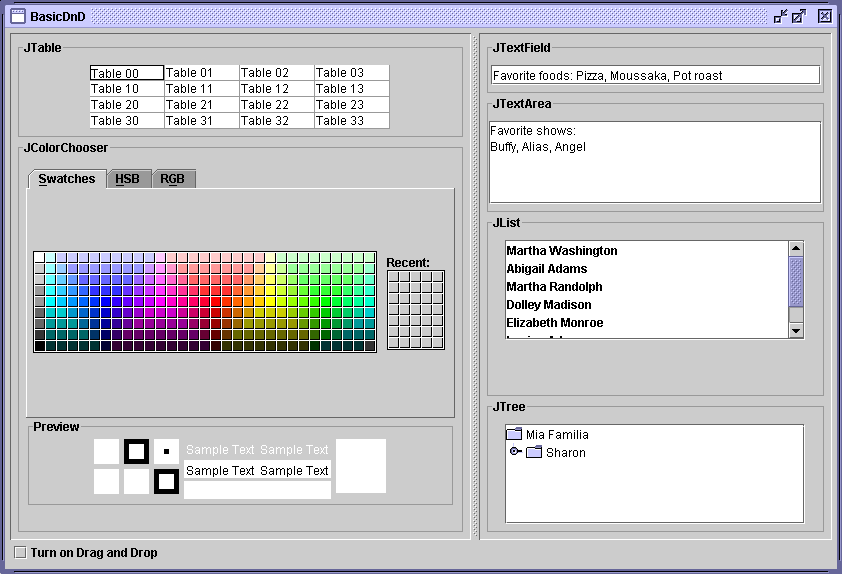 BasicDnD
JTable
Table 00 Table 01 Table 02 Table 03
Table 10 Table 11 Table 12 Table 13
Table 20 Table 21 Table 22 Table 23
Table 30 Table 31 Table 32 Table 33
JColorChooser
Swatches HSB RGB
Recent:
Preview
Sample Text Sample Text
Sample Text Sample Text
JTextField
Favorite foods: Pizza, Moussaka, Pot roast
JTextArea
Favorite shows:
Buffy, Alias, Angel
JList
Martha Washington
Abigail Adams
Martha Randolph
Dolley Madison
Elizabeth Monroe
JTree
Mia Familia
Sharon
Turn on Drag and Drop